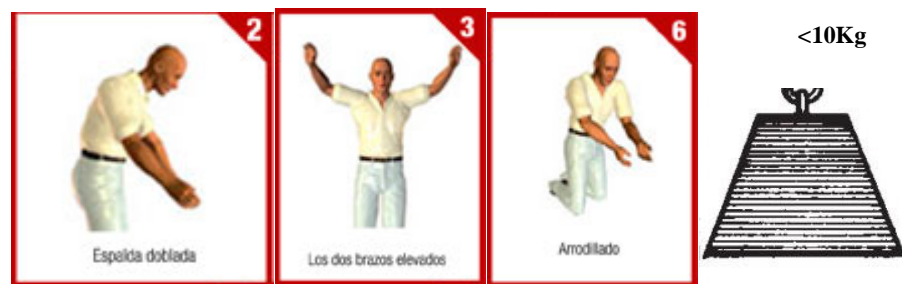 2
Espalda doblada
3
Los dos brazos elevados
6
Arrodillado
<10Kg